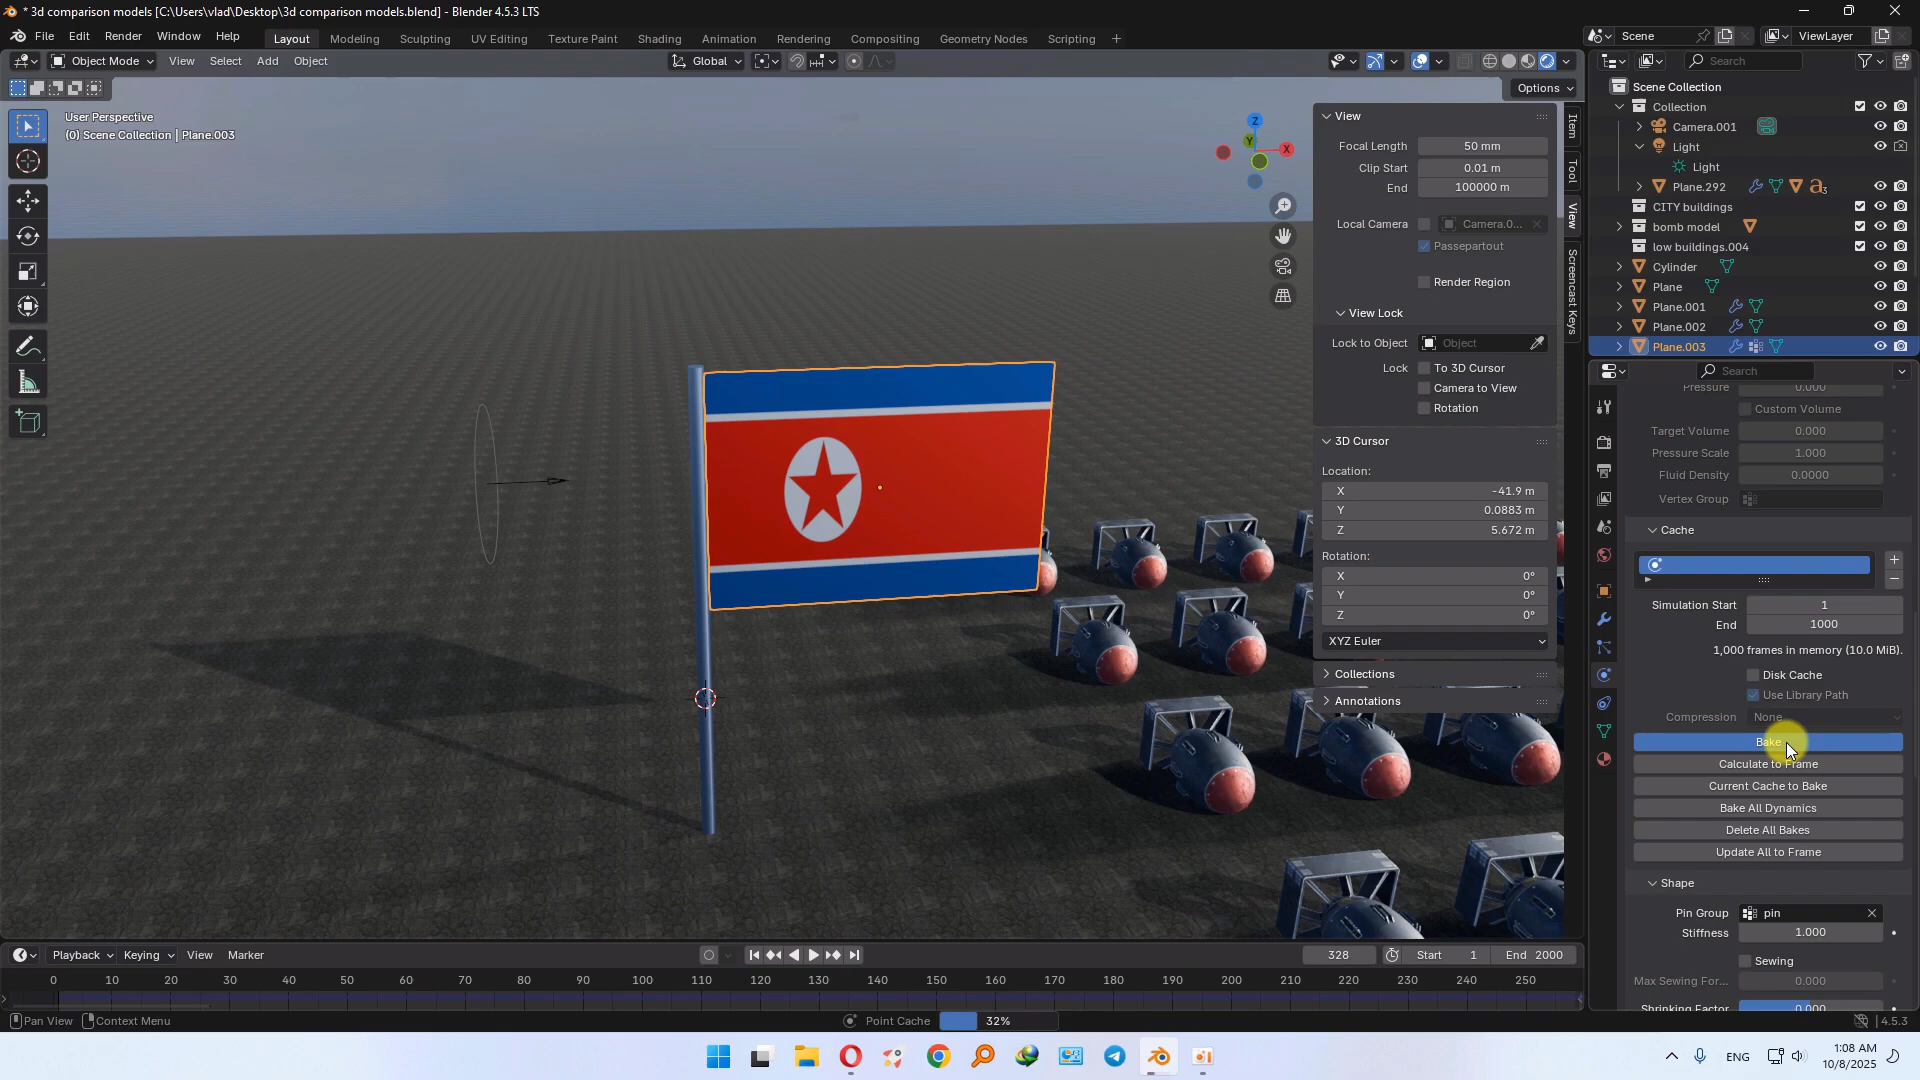 * 3d comparison models [C:\Users\vlad\Desktop\3d comparison models.blend] - Blender 4.5.3 LTS
File Edit Render Window Help Layout Modeling Sculpting UV Editing Texture Paint Shading Animation Rendering Compositing Geometry Nodes Scripting + Scene ViewLayer
Object Mode View Select Add Object Global Search
Options
User Perspective
(0) Scene Collection | Plane.003
Z
Y
X
View
Focal Length 50 mm
Clip Start 0.01 m
End 100000 m
Local Camera Camera.0...
Passepartout
Render Region
View Lock
Lock to Object Object
Lock To 3D Cursor
Camera to View
Rotation
3D Cursor
Location:
X -41.9 m
Y 0.0883 m
Z 5.672 m
Rotation:
X 0°
Y 0°
Z 0°
XYZ Euler
Collections
Annotations
Item
Tool
View
Screencast Keys
Scene Collection
Collection
Camera.001
Light
Light
Plane.292 3
CITY buildings
bomb model
low buildings.004
Cylinder
Plane
Plane.001
Plane.002
Plane.003
Search
Pressure 0.000
Custom Volume
Target Volume 0.000
Pressure Scale 1.000
Fluid Density 0.0000
Vertex Group
Cache
Simulation Start 1
End 1000
1,000 frames in memory (10.0 MiB).
Disk Cache
Use Library Path
Compression None
Bake
Calculate to Frame
Current Cache to Bake
Bake All Dynamics
Delete All Bakes
Update All to Frame
Shape
Pin Group pin
Stiffness 1.000
Sewing
Max Sewing For... 0.000
Shrinking Factor 0.000
Playback Keying View Marker 328 Start 1 End 2000
0 10 20 30 40 50 60 70 80 90 100 110 120 130 140 150 160 170 180 190 200 210 220 230 240 250
Pan View Context Menu Point Cache 32% 4.5.3
ENG 1:08 AM
10/8/2025